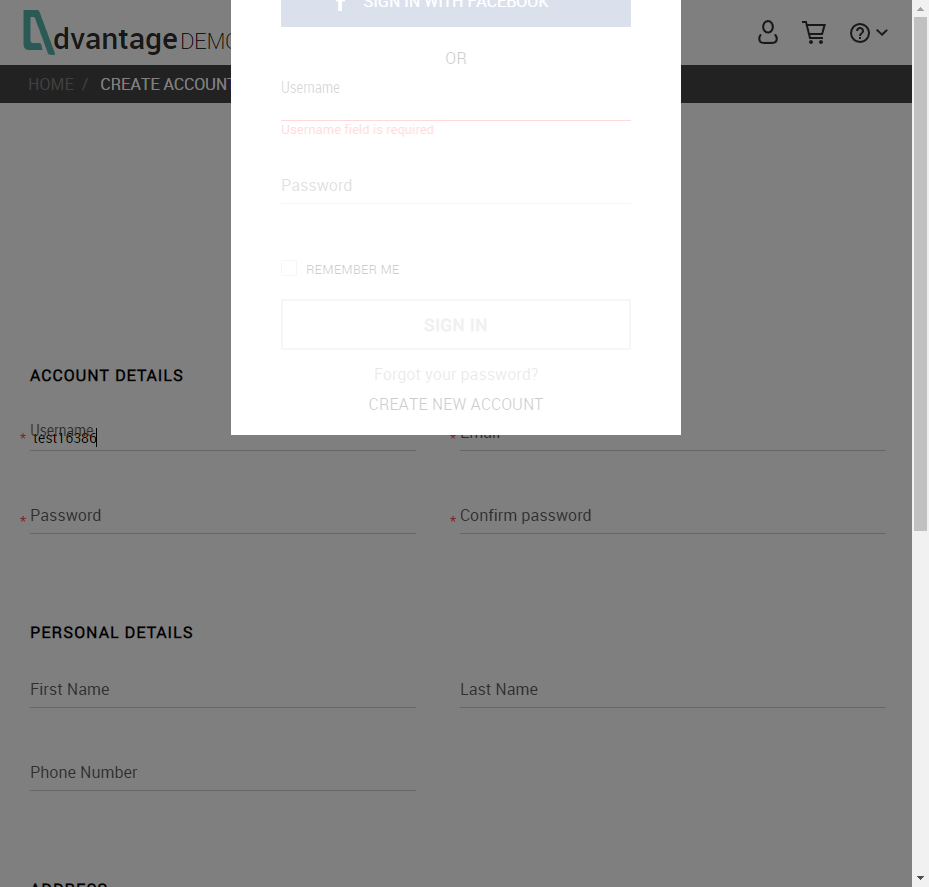 SIGN IN WITH FACEBOOK
dvantage DEMO
HOME / CREATE ACCOUNT
OR
Username
Username field is required
Password
REMEMBER ME
SIGN IN
Forgot your password?
CREATE NEW ACCOUNT
ACCOUNT DETAILS
* Username
test16386
* Email
* Password
* Confirm password
PERSONAL DETAILS
First Name
Last Name
Phone Number
ADDRESS